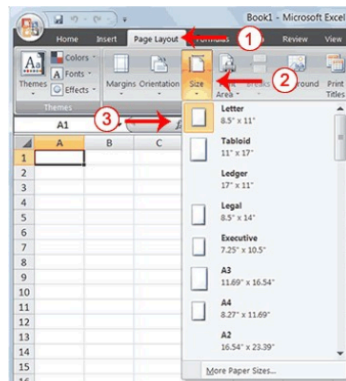 Book1 - Microsoft Excel
Home Insert Page Layout Formulas Review View
1
Themes Colors Fonts Effects Margins Orientation Size Area Print Titles
2
Themes
3
A1
A B C
1
2
3
4
5
6
7
8
9
10
11
12
13
14
15
16
Letter
8.5" x 11"
Tabloid
11" x 17"
Ledger
17" x 11"
Legal
8.5" x 14"
Executive
7.25" x 10.5"
A3
11.69" x 16.54"
A4
8.27" x 11.69"
A2
16.54" x 23.39"
More Paper Sizes...